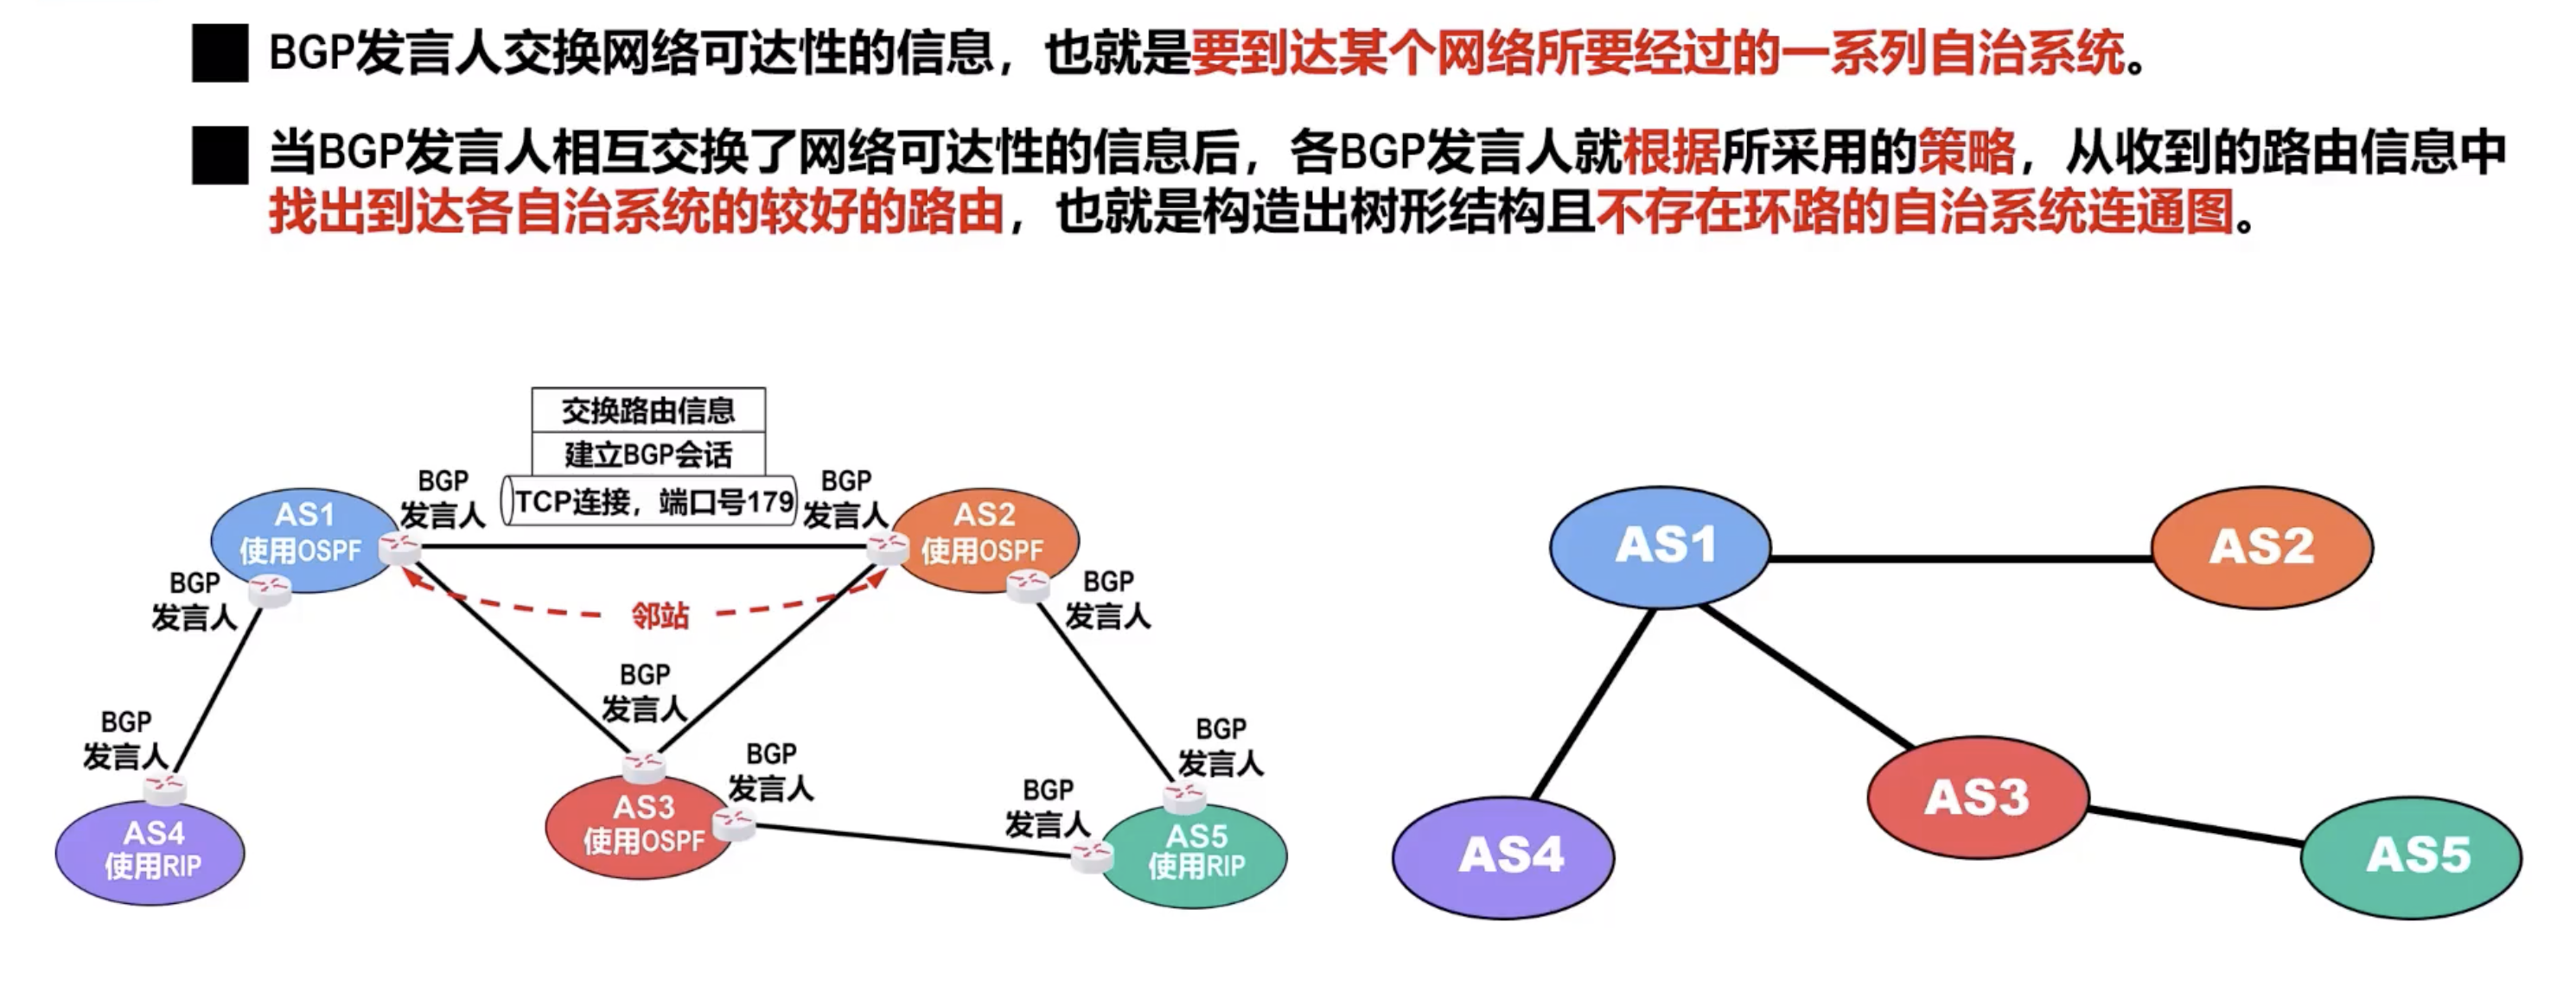 BGP发言人交换网络可达性的信息，也就是要到达某个网络所要经过的一系列自治系统。
当BGP发言人相互交换了网络可达性的信息后，各BGP发言人就根据所采用的策略，从收到的路由信息中
找出到达各自治系统的较好的路由，也就是构造出树形结构且不存在环路的自治系统连通图。
交换路由信息
建立BGP会话
TCP连接，端口号179
BGP
发言人
BGP
发言人
AS1
使用OSPF
AS2
使用OSPF
BGP
发言人
邻站
BGP
发言人
BGP
发言人
BGP
发言人
BGP
发言人
BGP
发言人
BGP
发言人
AS4
使用RIP
AS3
使用OSPF
AS5
使用RIP
AS1
AS2
AS3
AS4
AS5